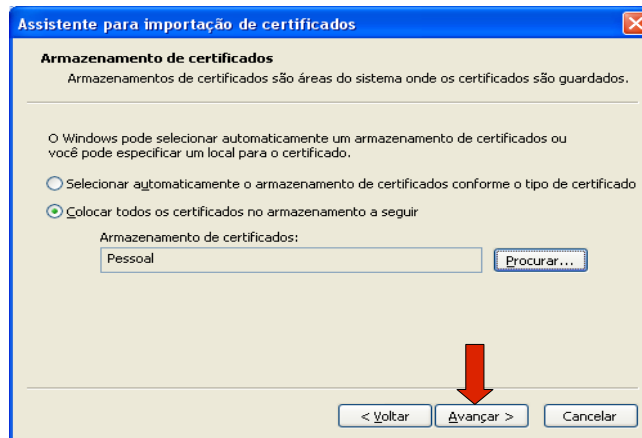 Assistente para importação de certificados
Armazenamento de certificados
Armazenamentos de certificados são áreas do sistema onde os certificados são guardados.
O Windows pode selecionar automaticamente um armazenamento de certificados ou
você pode especificar um local para o certificado.
Selecionar automaticamente o armazenamento de certificados conforme o tipo de certificado
Colocar todos os certificados no armazenamento a seguir
Armazenamento de certificados:
Pessoal
Procurar...
< Voltar
Avançar >
Cancelar